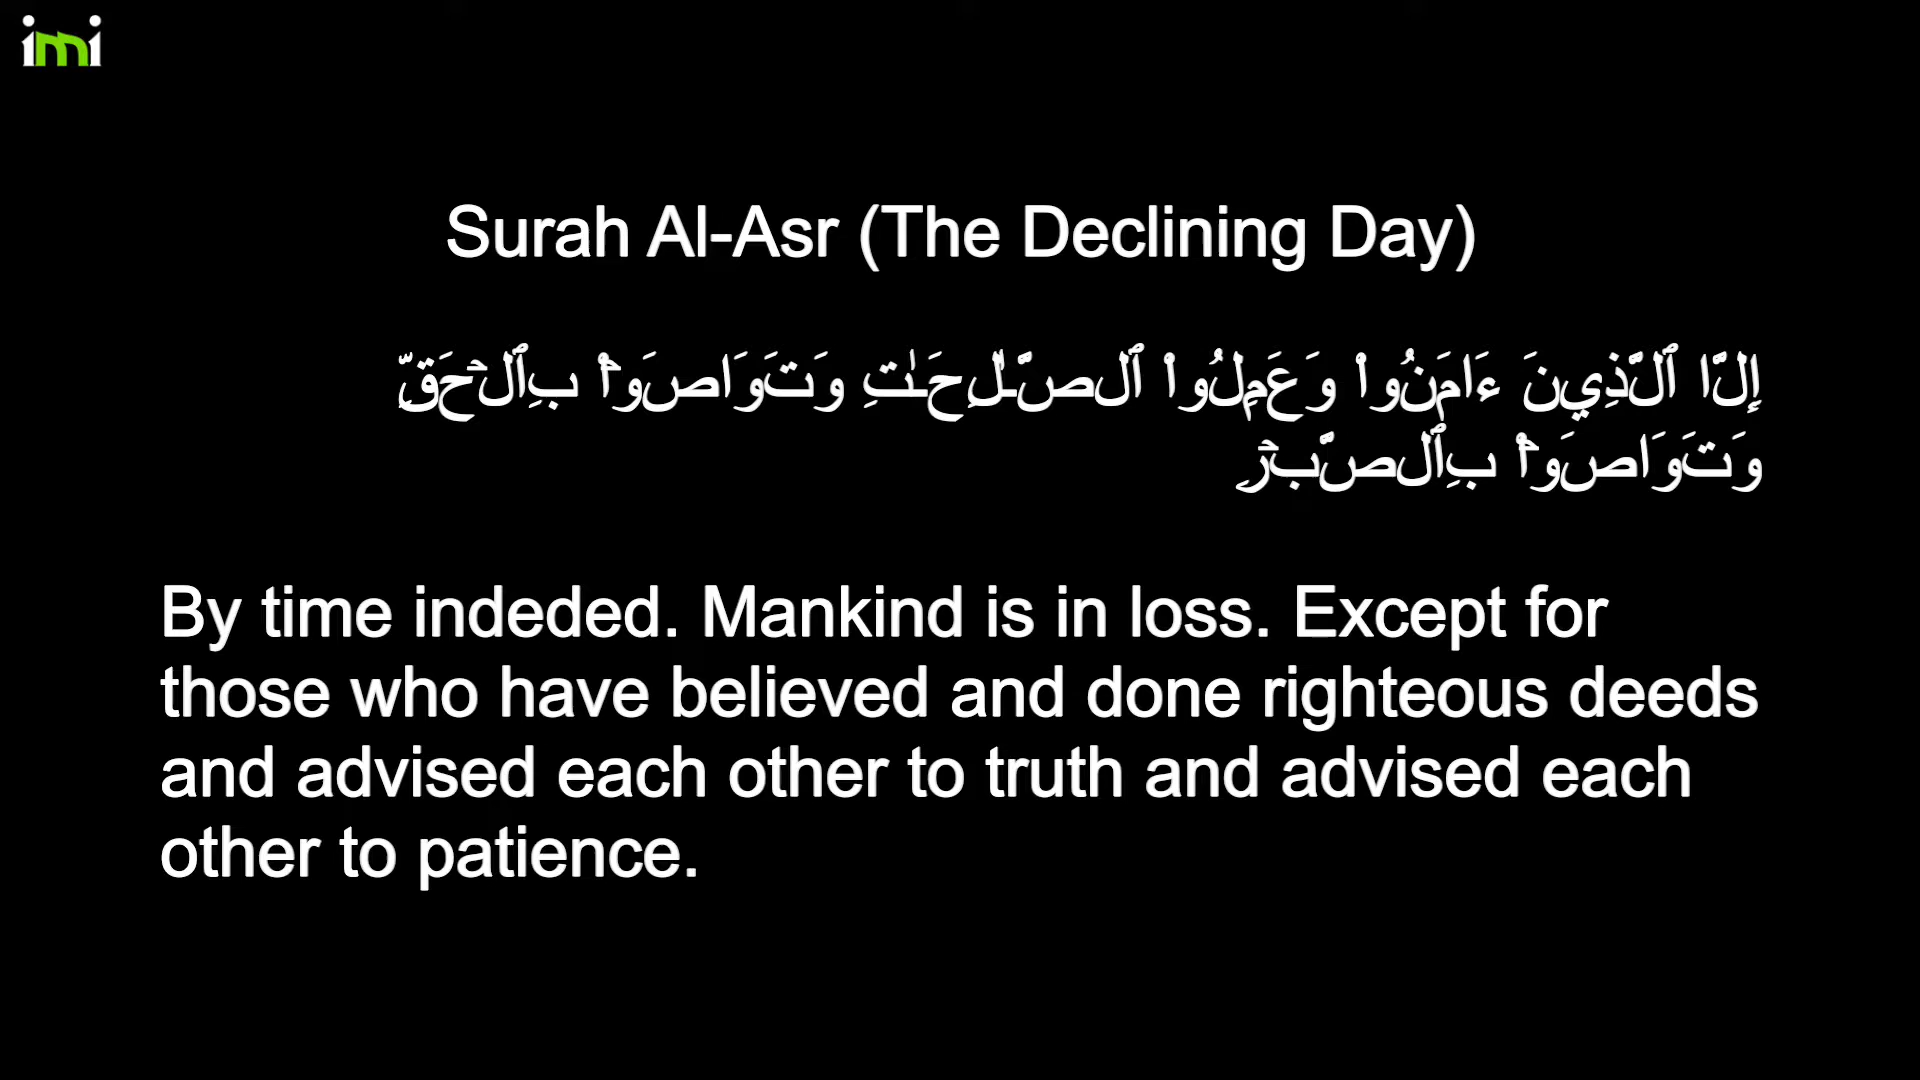 imi
Surah Al-Asr (The Declining Day)
إِلَّا ٱلَّذِينَ ءَامَنُوا۟ وَعَمِلُوا۟ ٱلصَّـٰلِحَـٰتِ وَتَوَاصَوْا۟ بِٱلْحَقِّ
وَتَوَاصَوْا۟ بِٱلصَّبْرِ
By time indeded. Mankind is in loss. Except for
those who have believed and done righteous deeds
and advised each other to truth and advised each
other to patience.